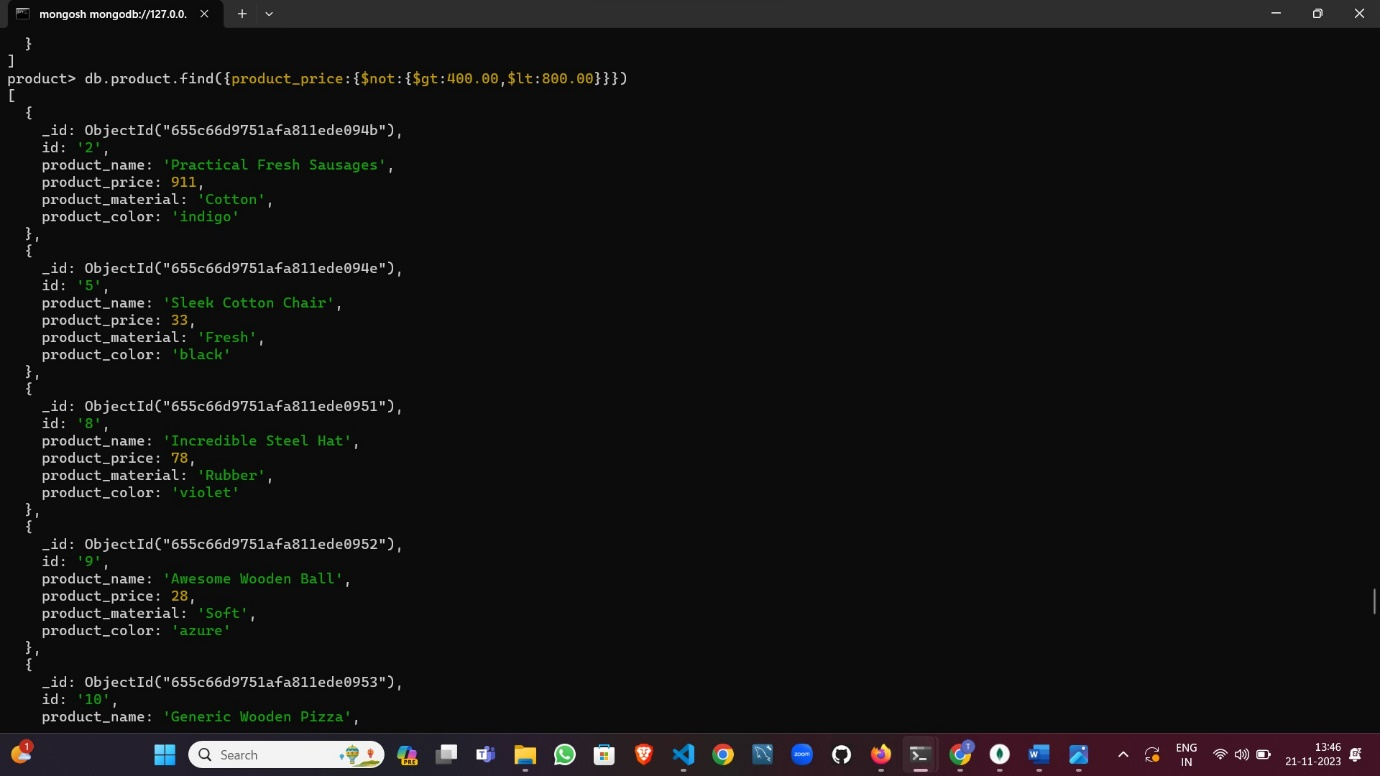 mongosh mongodb://127.0.0.
  }
]
product> db.product.find({product_price:{$not:{$gt:400.00,$lt:800.00}}})
[
  {
    _id: ObjectId("655c66d9751afa811ede094b"),
    id: '2',
    product_name: 'Practical Fresh Sausages',
    product_price: 911,
    product_material: 'Cotton',
    product_color: 'indigo'
  },
  {
    _id: ObjectId("655c66d9751afa811ede094e"),
    id: '5',
    product_name: 'Sleek Cotton Chair',
    product_price: 33,
    product_material: 'Fresh',
    product_color: 'black'
  },
  {
    _id: ObjectId("655c66d9751afa811ede0951"),
    id: '8',
    product_name: 'Incredible Steel Hat',
    product_price: 78,
    product_material: 'Rubber',
    product_color: 'violet'
  },
  {
    _id: ObjectId("655c66d9751afa811ede0952"),
    id: '9',
    product_name: 'Awesome Wooden Ball',
    product_price: 28,
    product_material: 'Soft',
    product_color: 'azure'
  },
  {
    _id: ObjectId("655c66d9751afa811ede0953"),
    id: '10',
    product_name: 'Generic Wooden Pizza',
1
Search
PRE
zoom
T
ENG
IN
13:46
21-11-2023